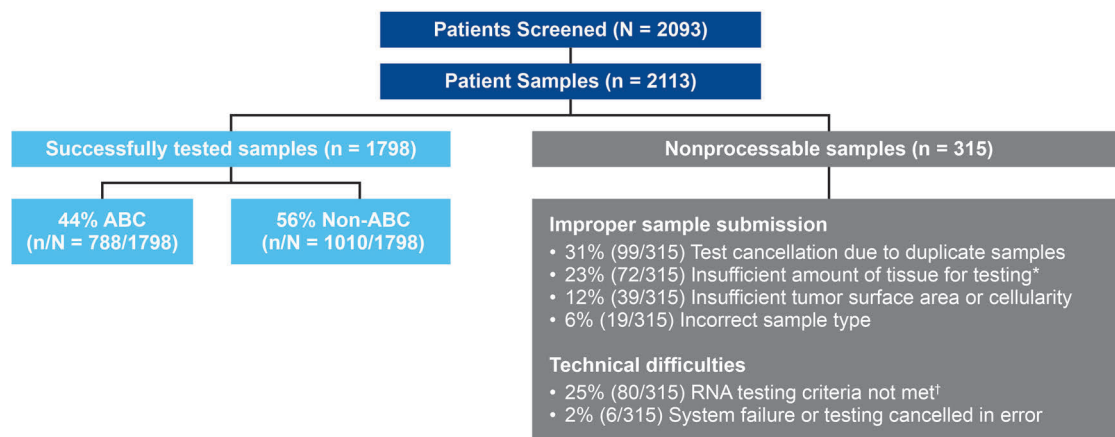 Patients Screened (N = 2093)
Patient Samples (n = 2113)
Successfully tested samples (n = 1798)
Nonprocessable samples (n = 315)
44% ABC
(n/N = 788/1798)
56% Non-ABC
(n/N = 1010/1798)
Improper sample submission
• 31% (99/315) Test cancellation due to duplicate samples
• 23% (72/315) Insufficient amount of tissue for testing*
• 12% (39/315) Insufficient tumor surface area or cellularity
• 6% (19/315) Incorrect sample type
Technical difficulties
• 25% (80/315) RNA testing criteria not met†
• 2% (6/315) System failure or testing cancelled in error